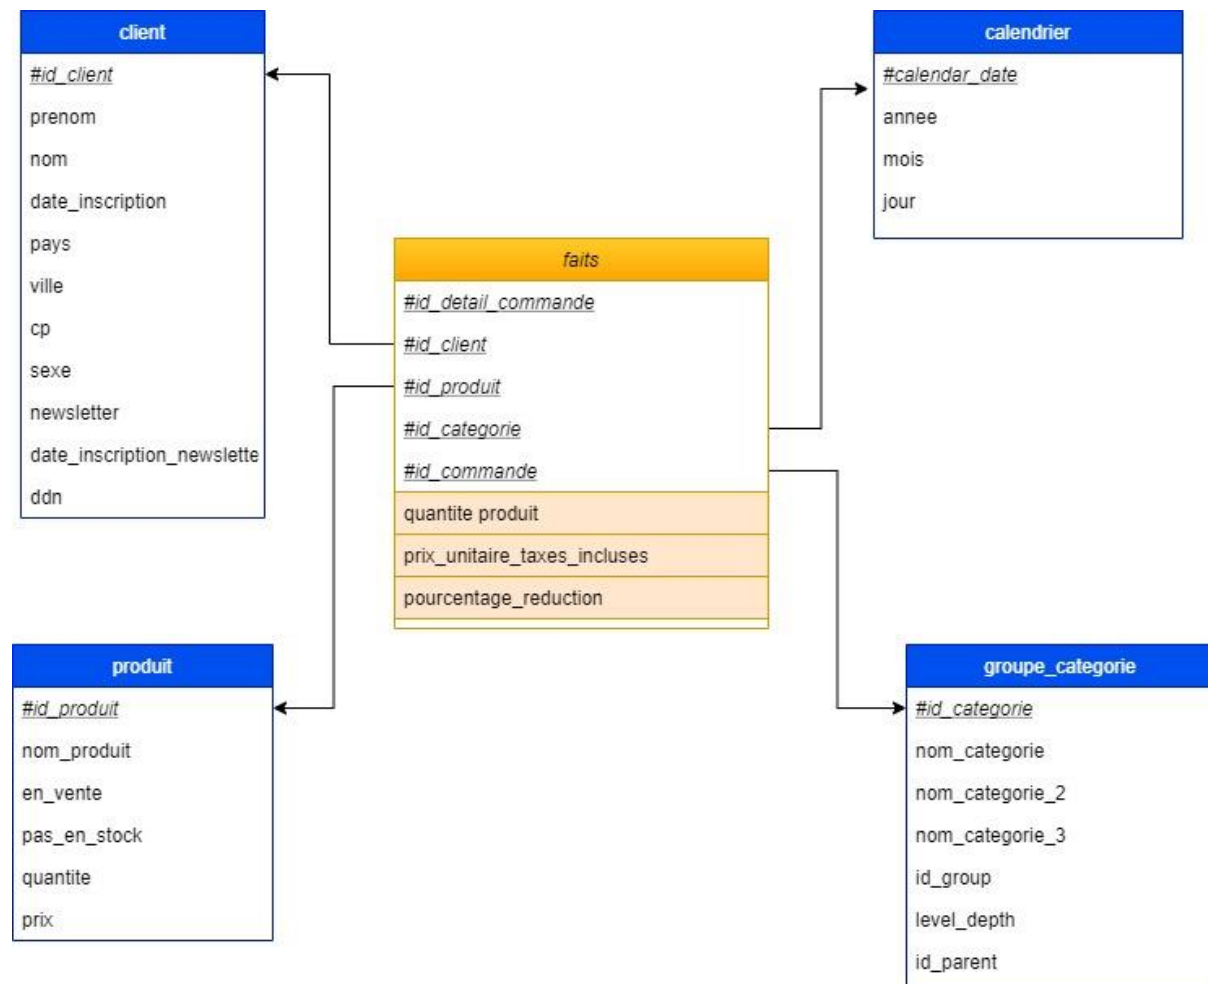 client
#id_client
prenom
nom
date_inscription
pays
ville
cp
sexe
newsletter
date_inscription_newslette
ddn
calendrier
#calendar_date
annee
mois
jour
faits
#id_detail_commande
#id_client
#id_produit
#id_categorie
#id_commande
quantite produit
prix_unitaire_taxes_incluses
pourcentage_reduction
produit
#id_produit
nom_produit
en_vente
pas_en_stock
quantite
prix
groupe_categorie
#id_categorie
nom_categorie
nom_categorie_2
nom_categorie_3
id_group
level_depth
id_parent